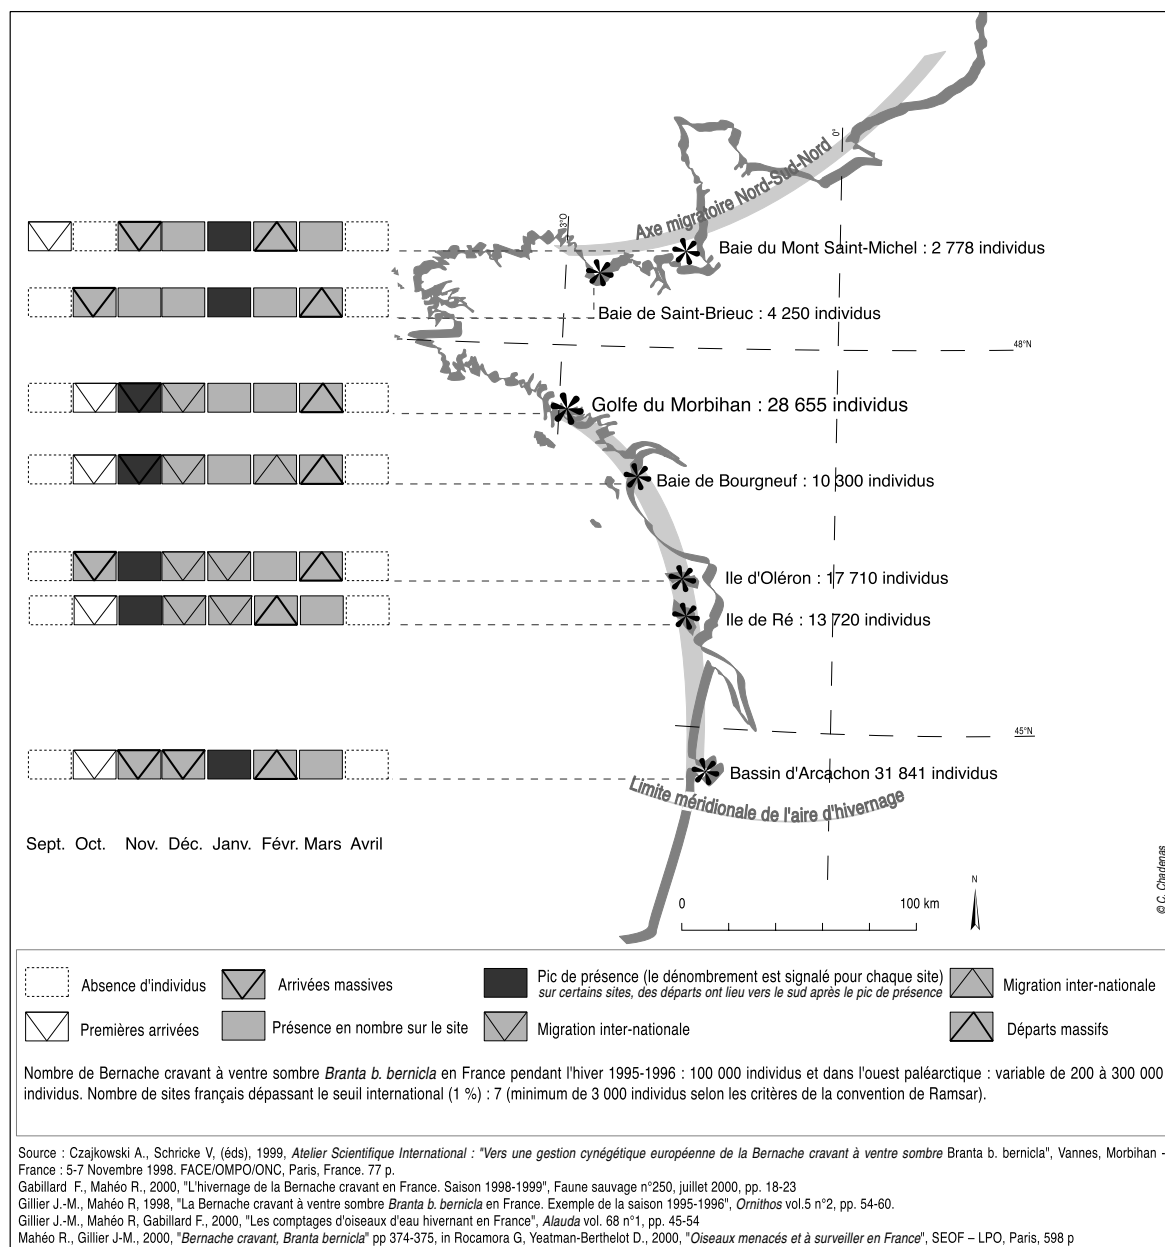 0°
Axe migratoire Nord-Sud-Nord
3°O
Baie du Mont Saint-Michel : 2 778 individus
Baie de Saint-Brieuc : 4 250 individus
48°N
Golfe du Morbihan : 28 655 individus
Baie de Bourgneuf : 10 300 individus
Ile d'Oléron : 17 710 individus
Ile de Ré : 13 720 individus
45°N
Bassin d'Arcachon 31 841 individus
Limite méridionale de l'aire d'hivernage
Sept. Oct. Nov. Déc. Janv. Févr. Mars Avril
© C. Chadenas
N
0 100 km
Absence d'individus
Arrivées massives
Pic de présence (le dénombrement est signalé pour chaque site)
sur certains sites, des départs ont lieu vers le sud après le pic de présence
Migration inter-nationale
Premières arrivées
Présence en nombre sur le site
Migration inter-nationale
Départs massifs
Nombre de Bernache cravant à ventre sombre Branta b. bernicla en France pendant l'hiver 1995-1996 : 100 000 individus et dans l'ouest paléarctique : variable de 200 à 300 000
individus. Nombre de sites français dépassant le seuil international (1 %) : 7 (minimum de 3 000 individus selon les critères de la convention de Ramsar).
Source : Czajkowski A., Schricke V, (éds), 1999, Atelier Scientifique International : "Vers une gestion cynégétique européenne de la Bernache cravant à ventre sombre Branta b. bernicla", Vannes, Morbihan -
France : 5-7 Novembre 1998. FACE/OMPO/ONC, Paris, France. 77 p.
Gabillard F., Mahéo R., 2000, "L'hivernage de la Bernache cravant en France. Saison 1998-1999", Faune sauvage n°250, juillet 2000, pp. 18-23
Gillier J.-M., Mahéo R, 1998, "La Bernache cravant à ventre sombre Branta b. bernicla en France. Exemple de la saison 1995-1996", Ornithos vol.5 n°2, pp. 54-60.
Gillier J.-M., Mahéo R, Gabillard F., 2000, "Les comptages d'oiseaux d'eau hivernant en France", Alauda vol. 68 n°1, pp. 45-54
Mahéo R., Gillier J-M., 2000, "Bernache cravant, Branta bernicla" pp 374-375, in Rocamora G, Yeatman-Berthelot D., 2000, "Oiseaux menacés et à surveiller en France", SEOF – LPO, Paris, 598 p